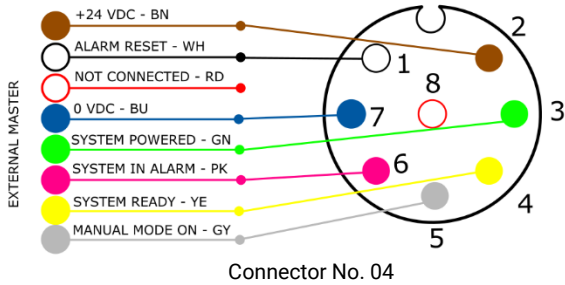 +24 VDC - BN
ALARM RESET - WH
NOT CONNECTED - RD
0 VDC - BU
SYSTEM POWERED - GN
SYSTEM IN ALARM - PK
SYSTEM READY - YE
MANUAL MODE ON - GY
EXTERNAL MASTER
2
1
8
3
7
6
4
5
Connector No. 04